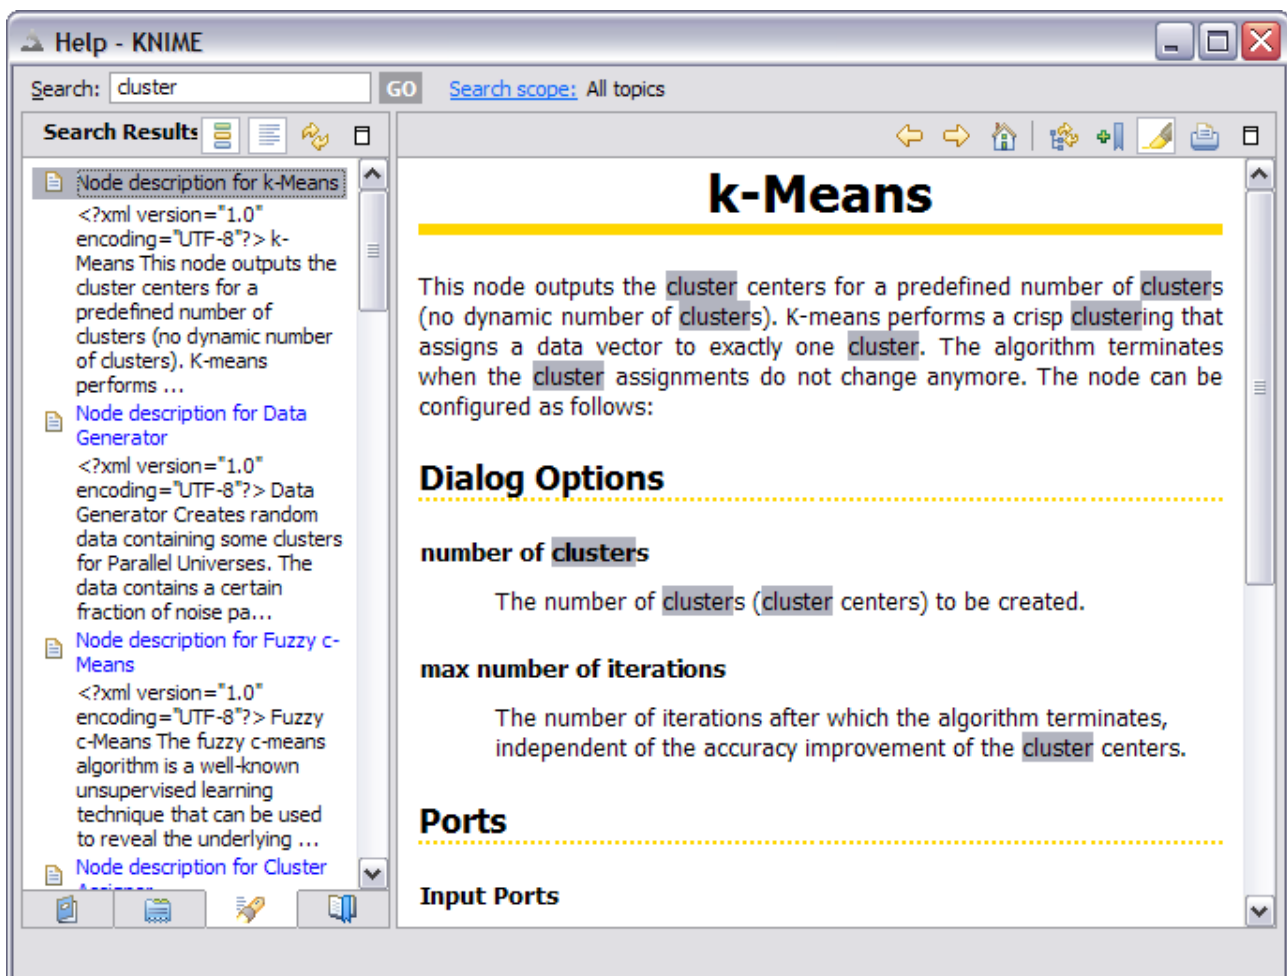 Help - KNIME
Search: cluster GO Search scope: All topics
Search Results
Node description for k-Means
<?xml version="1.0"
encoding="UTF-8"?> k-
Means This node outputs the
cluster centers for a
predefined number of
clusters (no dynamic number
of clusters). K-means
performs ...
Node description for Data
Generator
<?xml version="1.0"
encoding="UTF-8"?> Data
Generator Creates random
data containing some clusters
for Parallel Universes. The
data contains a certain
fraction of noise pa...
Node description for Fuzzy c-
Means
<?xml version="1.0"
encoding="UTF-8"?> Fuzzy
c-Means The fuzzy c-means
algorithm is a well-known
unsupervised learning
technique that can be used
to reveal the underlying ...
Node description for Cluster
k-Means
This node outputs the cluster centers for a predefined number of clusters
(no dynamic number of clusters). K-means performs a crisp clustering that
assigns a data vector to exactly one cluster. The algorithm terminates
when the cluster assignments do not change anymore. The node can be
configured as follows:
Dialog Options
number of clusters
The number of clusters (cluster centers) to be created.
max number of iterations
The number of iterations after which the algorithm terminates,
independent of the accuracy improvement of the cluster centers.
Ports
Input Ports